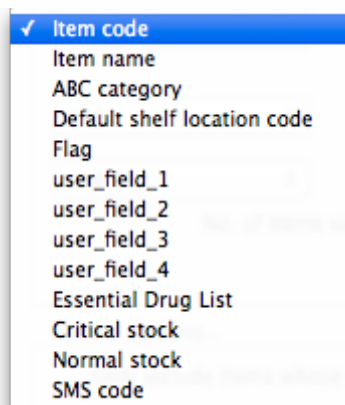 ✓ Item code
Item name
ABC category
Default shelf location code
Flag
user_field_1
user_field_2
user_field_3
user_field_4
Essential Drug List
Critical stock
Normal stock
SMS code